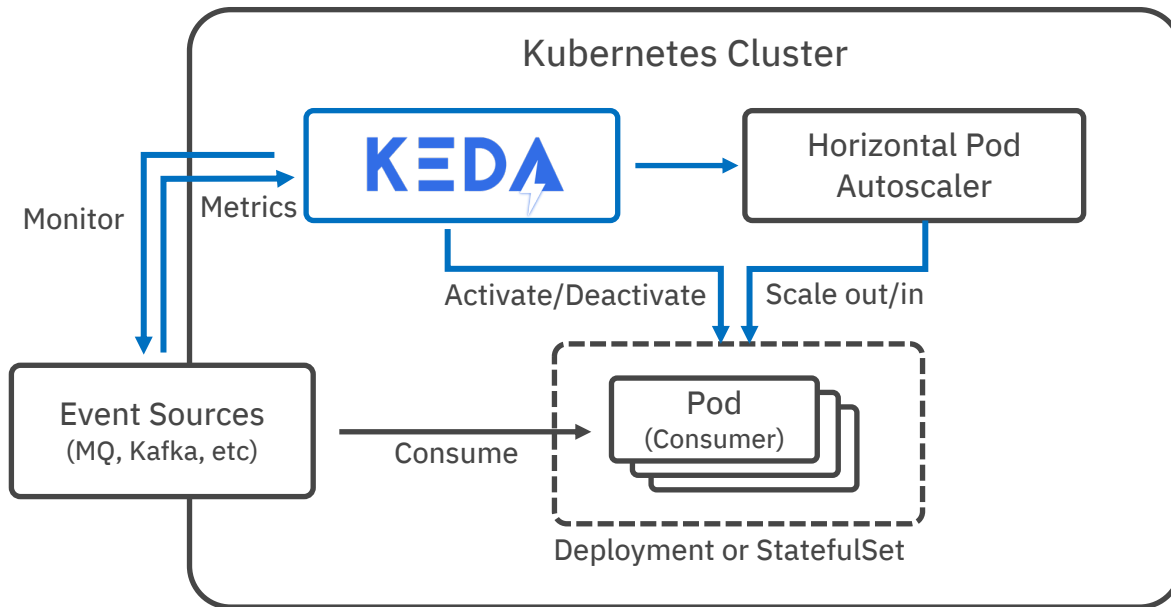 Kubernetes Cluster
KEDA
Horizontal Pod
Autoscaler
Monitor
Metrics
Activate/Deactivate
Scale out/in
Event Sources
(MQ, Kafka, etc)
Consume
Pod
(Consumer)
Deployment or StatefulSet